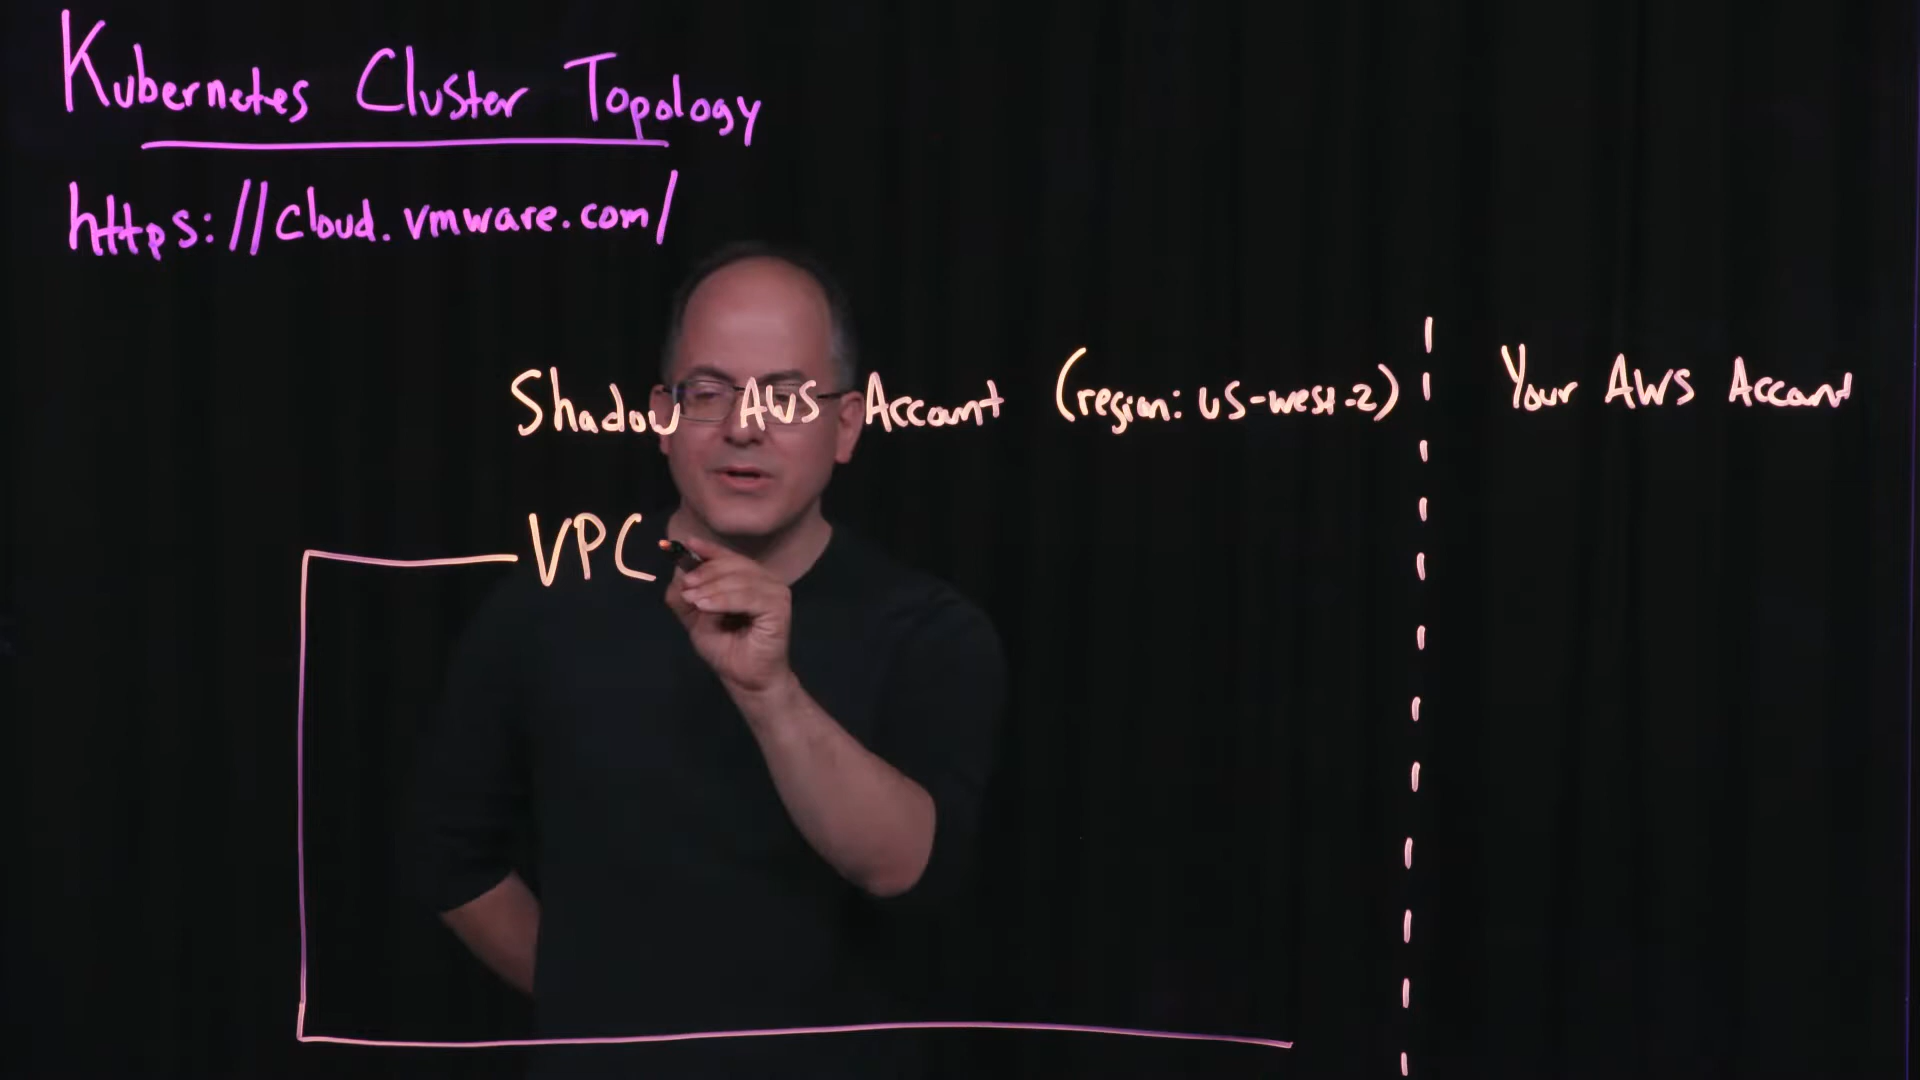 Kubernetes Cluster Topology
https://cloud.vmware.com/
Shadow AWS Account (region: us-west-2)
Your AWS Account
VPC